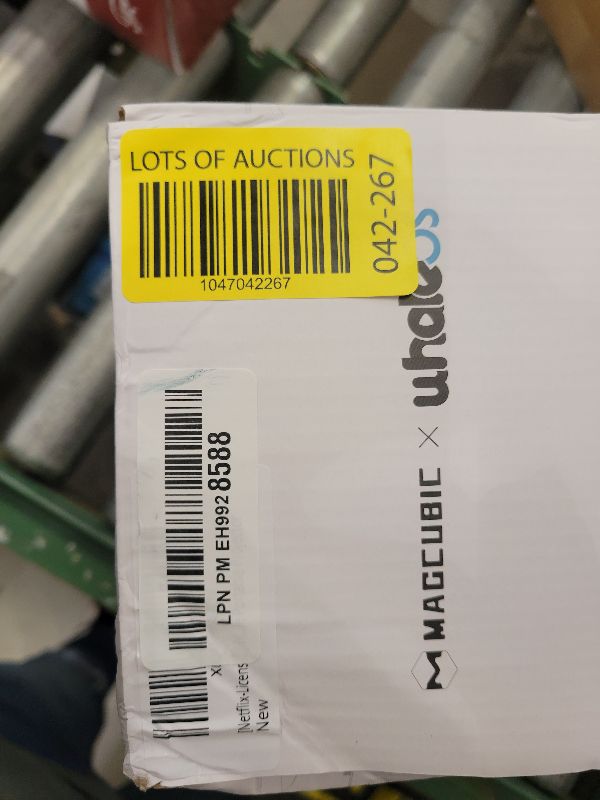 LOTS OF AUCTIONS
042-267
1047042267
LPN PM EH992 8588
[Netflix-Licens
New
MAGCUBIC × whaleOS